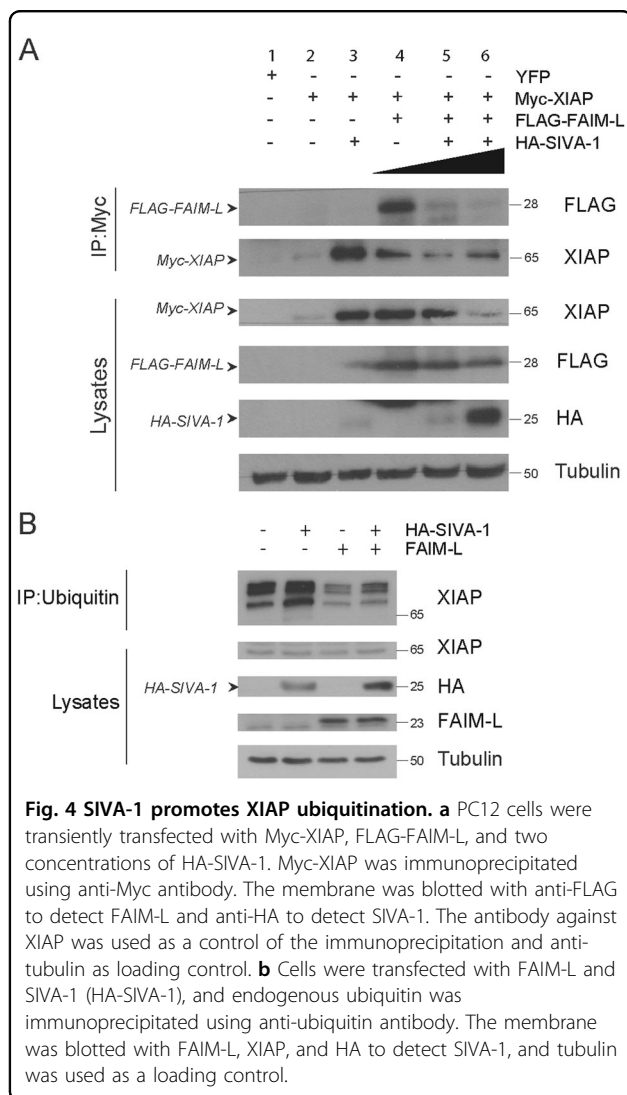 A
1 2 3 4 5 6
+ - - - - - YFP
- + + + + + Myc-XIAP
- - - + + + FLAG-FAIM-L
- - + - + + HA-SIVA-1
IP:Myc
FLAG-FAIM-L 28 FLAG
Myc-XIAP 65 XIAP
Lysates
Myc-XIAP 65 XIAP
FLAG-FAIM-L 28 FLAG
HA-SIVA-1 25 HA
50 Tubulin
B
- + - + HA-SIVA-1
- - + + FAIM-L
IP:Ubiquitin 65 XIAP
Lysates
65 XIAP
HA-SIVA-1 25 HA
23 FAIM-L
50 Tubulin
Fig. 4 SIVA-1 promotes XIAP ubiquitination. a PC12 cells were
transiently transfected with Myc-XIAP, FLAG-FAIM-L, and two
concentrations of HA-SIVA-1. Myc-XIAP was immunoprecipitated
using anti-Myc antibody. The membrane was blotted with anti-FLAG
to detect FAIM-L and anti-HA to detect SIVA-1. The antibody against
XIAP was used as a control of the immunoprecipitation and anti-
tubulin as loading control. b Cells were transfected with FAIM-L and
SIVA-1 (HA-SIVA-1), and endogenous ubiquitin was
immunoprecipitated using anti-ubiquitin antibody. The membrane
was blotted with FAIM-L, XIAP, and HA to detect SIVA-1, and tubulin
was used as a loading control.